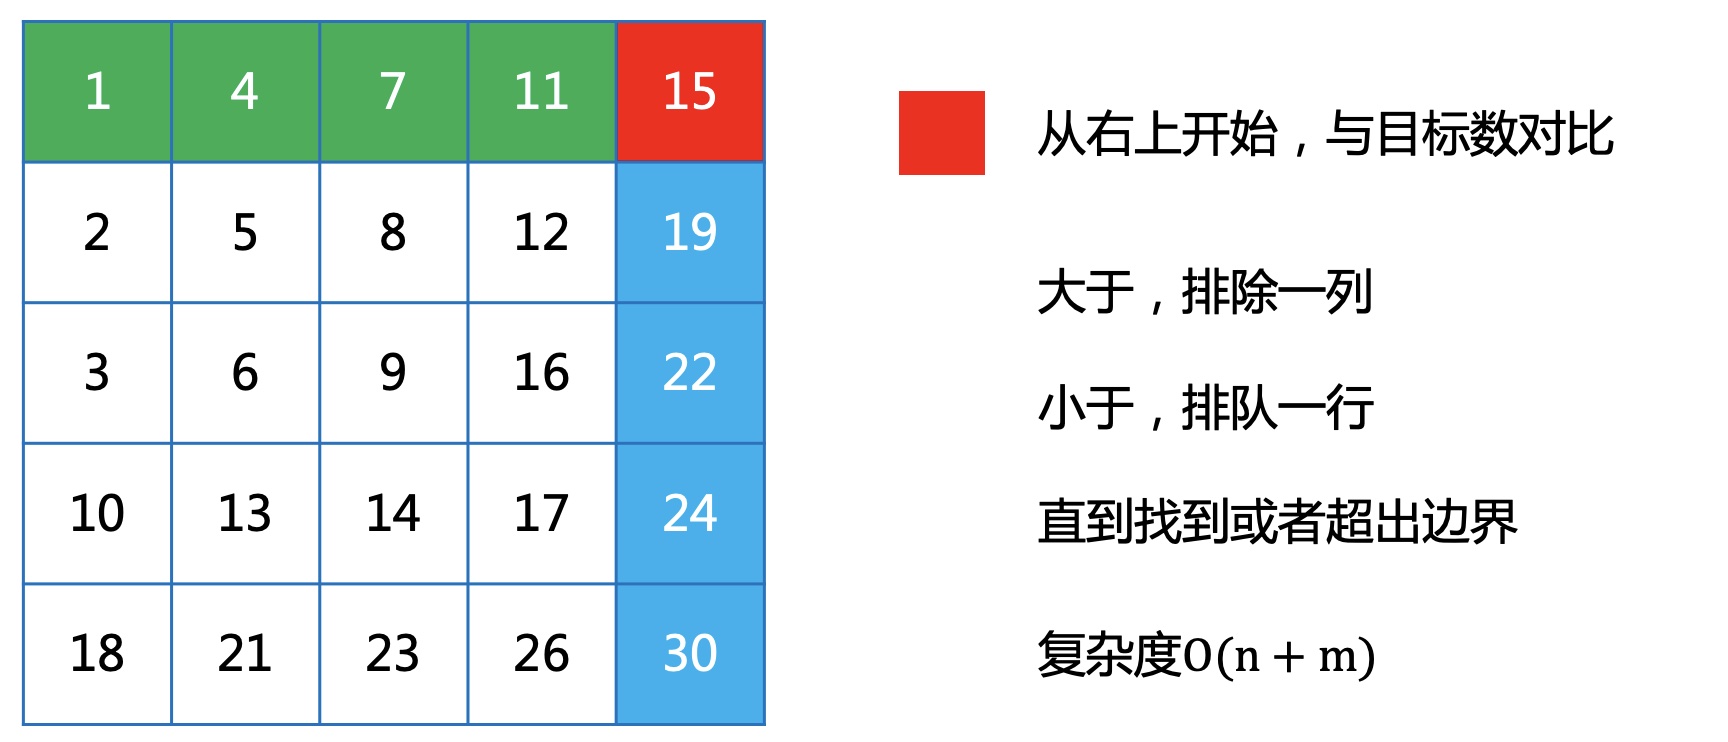 1 4 7 11 15
2 5 8 12 19
3 6 9 16 22
10 13 14 17 24
18 21 23 26 30
从右上开始，与目标数对比
大于，排除一列
小于，排队一行
直到找到或者超出边界
复杂度O(n + m)